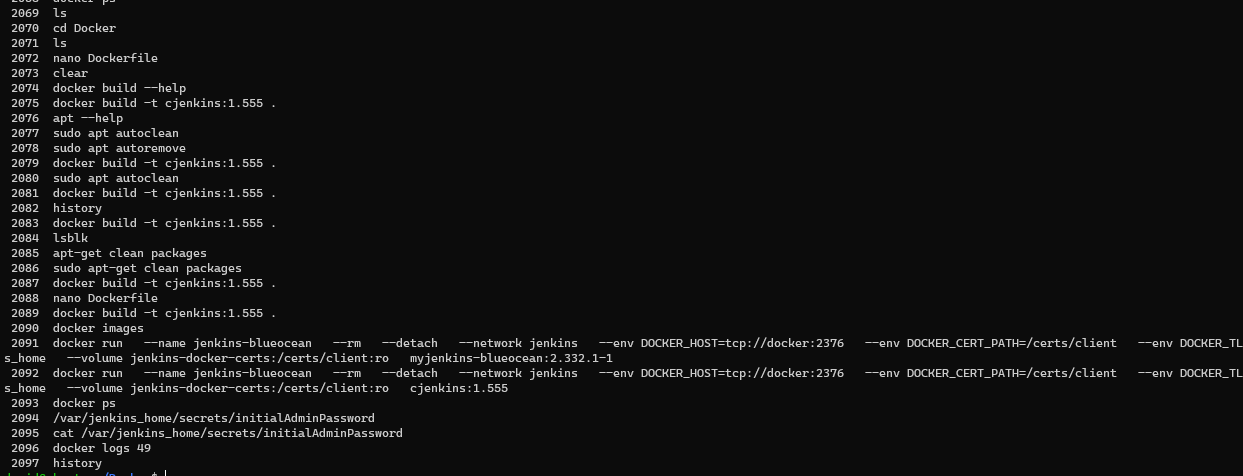 2069 ls
2070 cd Docker
2071 ls
2072 nano Dockerfile
2073 clear
2074 docker build --help
2075 docker build -t cjenkins:1.555 .
2076 apt --help
2077 sudo apt autoclean
2078 sudo apt autoremove
2079 docker build -t cjenkins:1.555 .
2080 sudo apt autoclean
2081 docker build -t cjenkins:1.555 .
2082 history
2083 docker build -t cjenkins:1.555 .
2084 lsblk
2085 apt-get clean packages
2086 sudo apt-get clean packages
2087 docker build -t cjenkins:1.555 .
2088 nano Dockerfile
2089 docker build -t cjenkins:1.555 .
2090 docker images
2091 docker run --name jenkins-blueocean --rm --detach --network jenkins --env DOCKER_HOST=tcp://docker:2376 --env DOCKER_CERT_PATH=/certs/client --env DOCKER_TL
s_home --volume jenkins-docker-certs:/certs/client:ro myjenkins-blueocean:2.332.1-1
2092 docker run --name jenkins-blueocean --rm --detach --network jenkins --env DOCKER_HOST=tcp://docker:2376 --env DOCKER_CERT_PATH=/certs/client --env DOCKER_TL
s_home --volume jenkins-docker-certs:/certs/client:ro cjenkins:1.555
2093 docker ps
2094 /var/jenkins_home/secrets/initialAdminPassword
2095 cat /var/jenkins_home/secrets/initialAdminPassword
2096 docker logs 49
2097 history